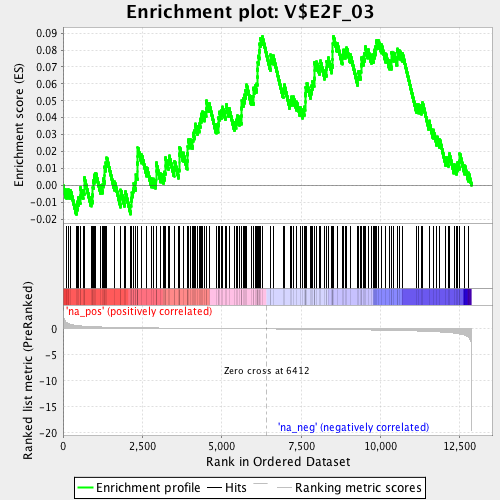 Enrichment plot: V$E2F_03
Enrichment score (ES)
0.09
0.08
0.07
0.06
0.05
0.04
0.03
0.02
0.01
0.00
-0.01
-0.02
'na_pos' (positively correlated)
Ranked list metric (PreRanked)
0
-5
-10
-15
-20
Zero cross at 6412
'na_neg' (negatively correlated)
0
2,500
5,000
7,500
10,000
12,500
Rank in Ordered Dataset
Enrichment profile
Hits
Ranking metric scores